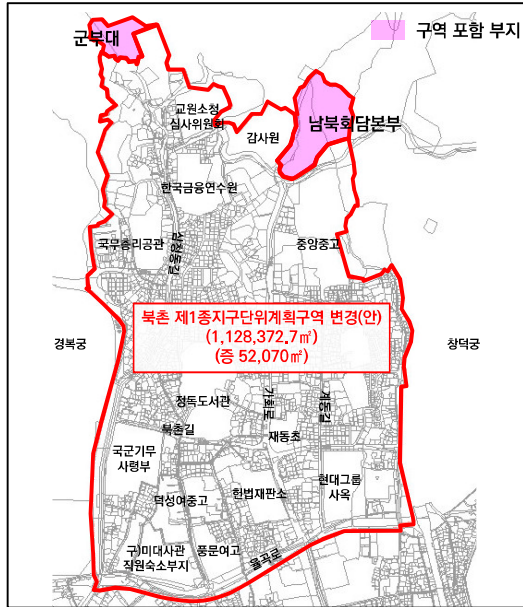 군부대
구역 포함 부지
교원소청
심사위원회
감사원
남북회담본부
한국금융연수원
삼청동길
국무총리공관
중앙중고
북촌 제1종지구단위계획구역 변경(안)
(1,128,372.7㎡)
(증 52,070㎡)
경복궁
창덕궁
정독도서관
가회로
계동길
북촌길
재동초
국군기무
사령부
덕성여중고
헌법재판소
현대그룹
사옥
구)미대사관
직원숙소부지
풍문여고
율곡로